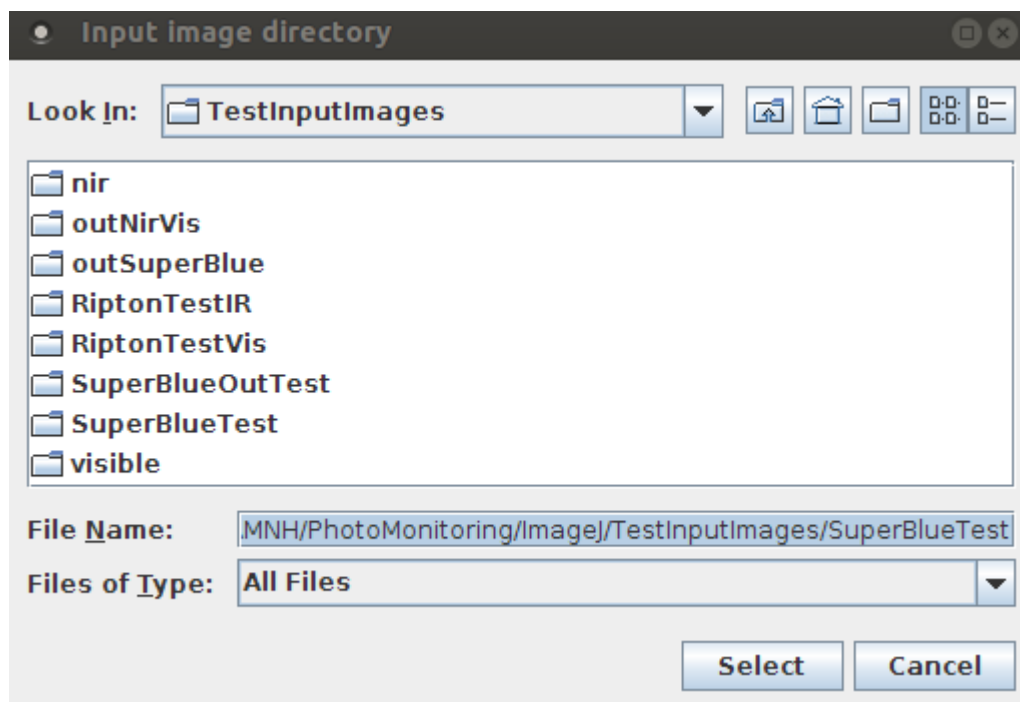 Input image directory
Look In: TestInputImages
nir
outNirVis
outSuperBlue
RiptonTestIR
RiptonTestVis
SuperBlueOutTest
SuperBlueTest
visible
File Name: .MNH/PhotoMonitoring/ImageJ/TestInputImages/SuperBlueTest
Files of Type: All Files
Select Cancel